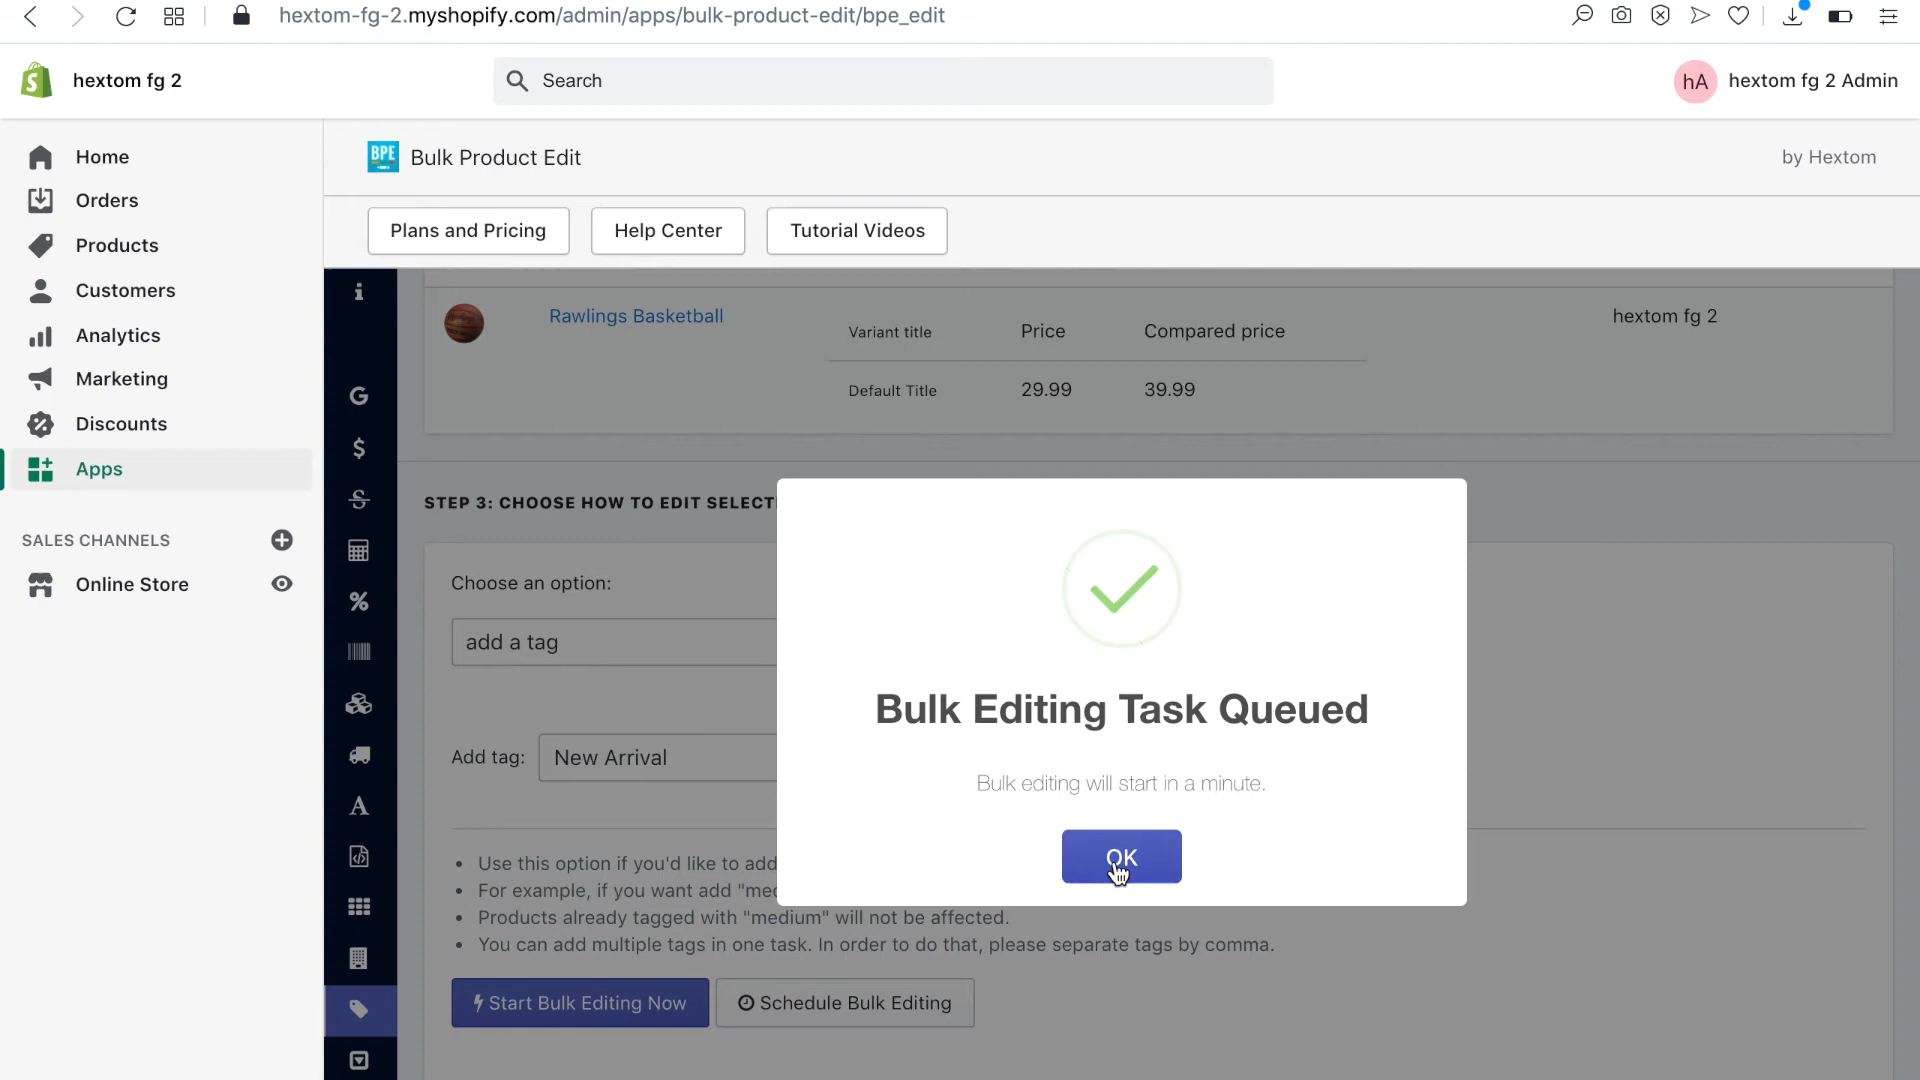 hextom-fg-2.myshopify.com/admin/apps/bulk-product-edit/bpe_edit
hextom fg 2
Search
hA
hextom fg 2 Admin
Home
Orders
Products
Customers
Analytics
Marketing
Discounts
Apps
SALES CHANNELS
Online Store
BPE
Bulk Product Edit
by Hextom
Plans and Pricing
Help Center
Tutorial Videos
Rawlings Basketball
Variant title
Price
Compared price
hextom fg 2
Default Title
29.99
39.99
STEP 3: CHOOSE HOW TO EDIT SELECT
Choose an option:
add a tag
Add tag:
New Arrival
Bulk Editing Task Queued
Bulk editing will start in a minute.
OK
Use this option if you'd like to add
For example, if you want add "me
Products already tagged with "medium" will not be affected.
You can add multiple tags in one task. In order to do that, please separate tags by comma.
Start Bulk Editing Now
Schedule Bulk Editing